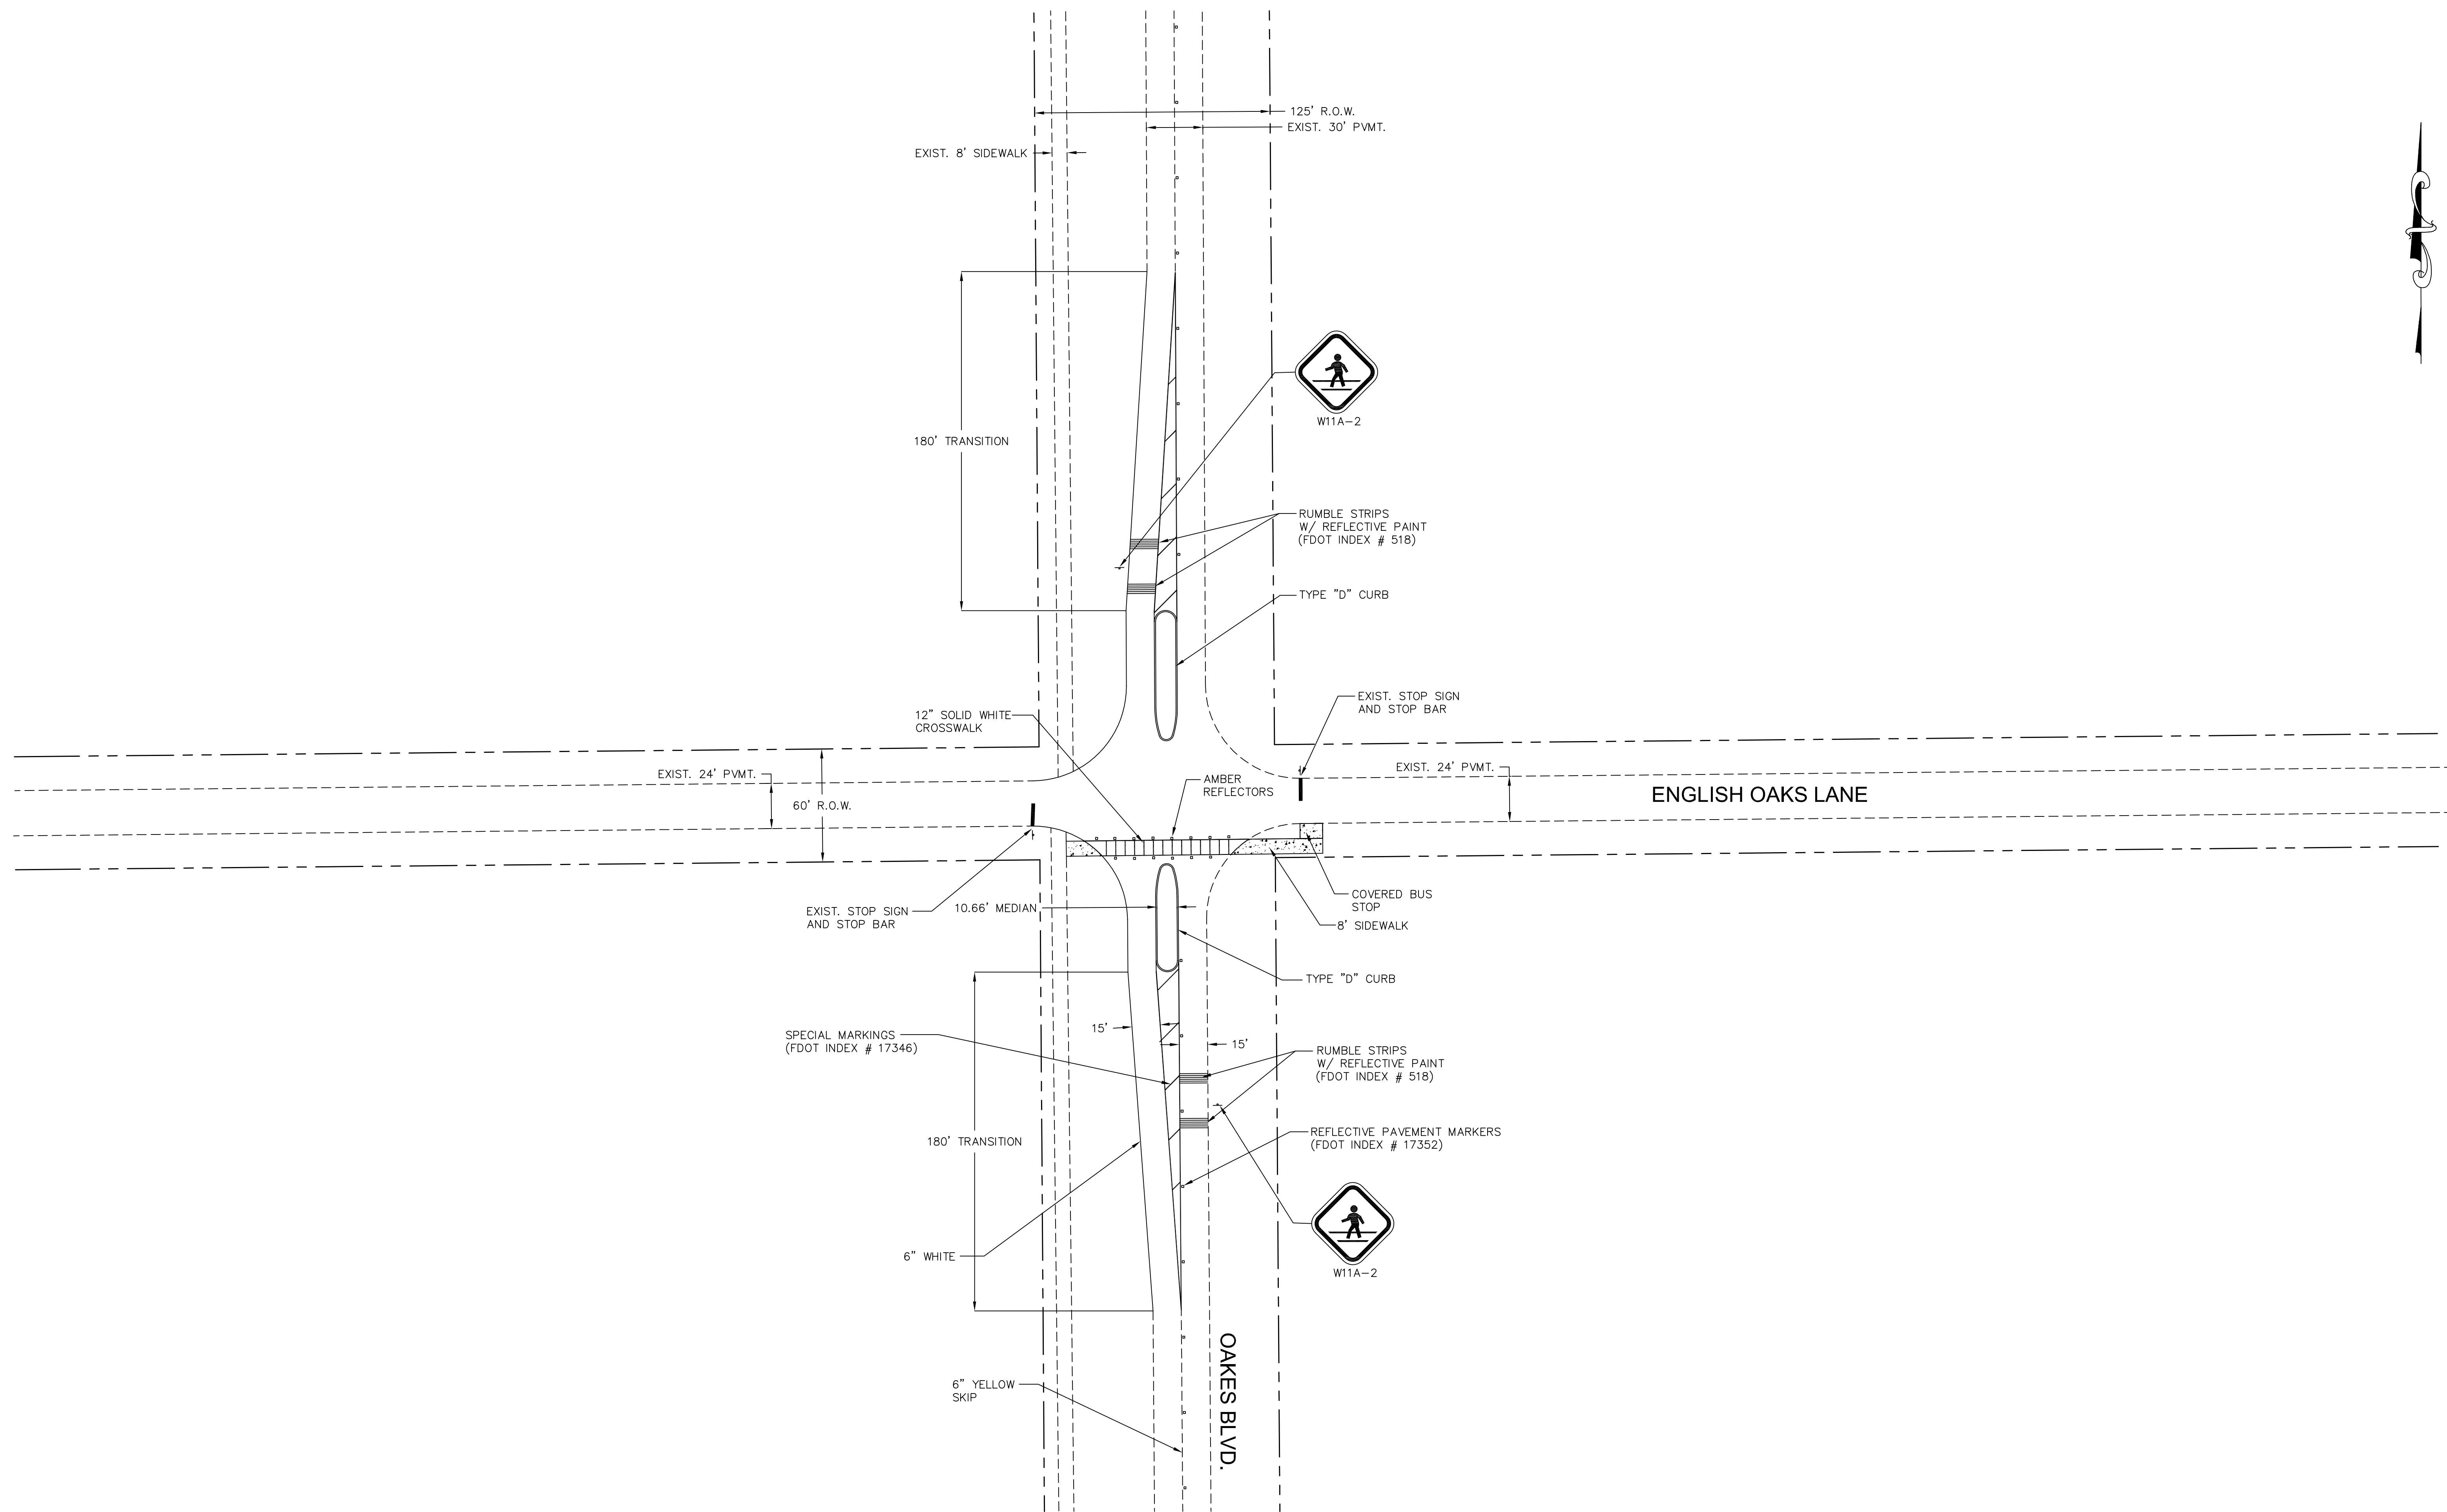 125' R.O.W.
EXIST. 30' PVMT.
EXIST. 8' SIDEWALK
W11A-2
180' TRANSITION
RUMBLE STRIPS
W/ REFLECTIVE PAINT
(FDOT INDEX # 518)
TYPE "D" CURB
EXIST. STOP SIGN
AND STOP BAR
12" SOLID WHITE
CROSSWALK
EXIST. 24' PVMT.
60' R.O.W.
AMBER
REFLECTORS
EXIST. 24' PVMT.
ENGLISH OAKS LANE
COVERED BUS
STOP
8' SIDEWALK
EXIST. STOP SIGN
AND STOP BAR
10.66' MEDIAN
TYPE "D" CURB
15'
15'
SPECIAL MARKINGS
(FDOT INDEX # 17346)
RUMBLE STRIPS
W/ REFLECTIVE PAINT
(FDOT INDEX # 518)
180' TRANSITION
REFLECTIVE PAVEMENT MARKERS
(FDOT INDEX # 17352)
6" WHITE
W11A-2
6" YELLOW
SKIP
OAKES BLVD.